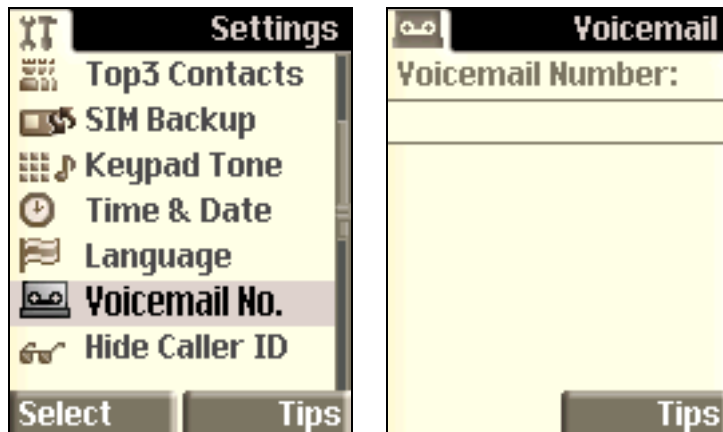 Settings
Top3 Contacts
SIM Backup
Keypad Tone
Time & Date
Language
Voicemail No.
Hide Caller ID
Select Tips
Voicemail
Voicemail Number:
Tips